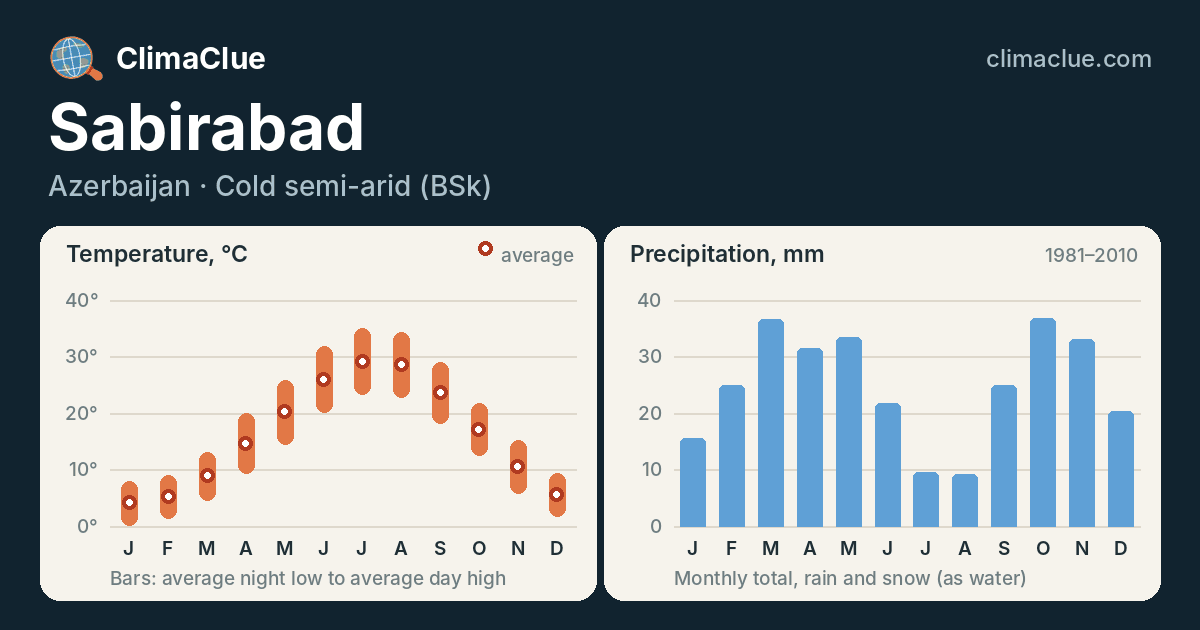 ClimaClue
climaclue.com
Sabirabad
Azerbaijan · Cold semi-arid (BSk)
Temperature, °C
average
40°
30°
20°
10°
0°
J F M A M J J A S O N D
Bars: average night low to average day high
Precipitation, mm
1981–2010
40
30
20
10
0
J F M A M J J A S O N D
Monthly total, rain and snow (as water)